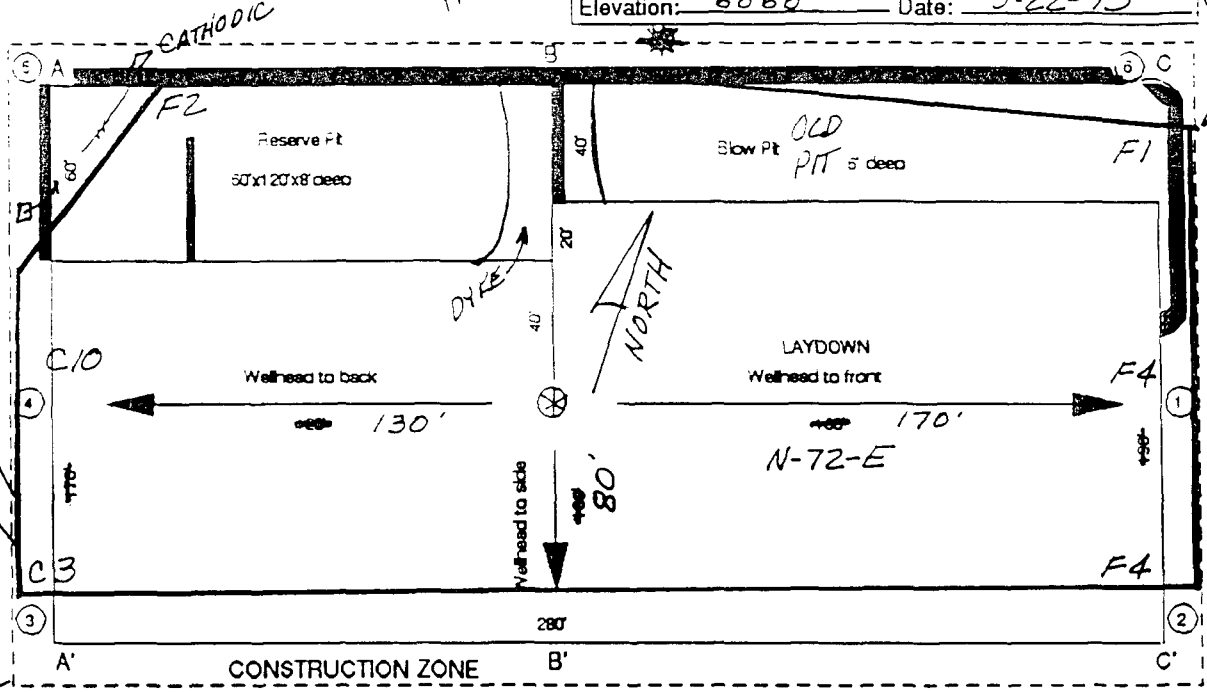 CATHODIC
Elevation: 6060 Date:
5 A B 6 C
F2
Reserve Pit
60'x120'x8' deep
60'
B
40'
Blow Pit OLD
PIT 5' deep
F1
DYKE
20'
40'
NORTH
C10
LAYDOWN
Wellhead to back
Wellhead to front
F4
4
130'
170'
1
N-72-E
Wellhead to side
80'
C3
F4
3
280'
2
A' B' C'
CONSTRUCTION ZONE